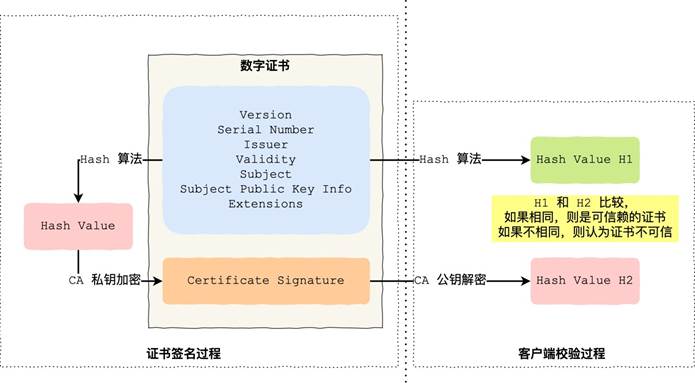 数字证书
Version
Serial Number
Issuer
Validity
Subject
Subject Public Key Info
Extensions
Hash 算法
Hash Value
CA 私钥加密
Certificate Signature
证书签名过程
Hash 算法
Hash Value H1
H1 和 H2 比较,
如果相同，则是可信赖的证书
如果不相同，则认为证书不可信
CA 公钥解密
Hash Value H2
客户端校验过程